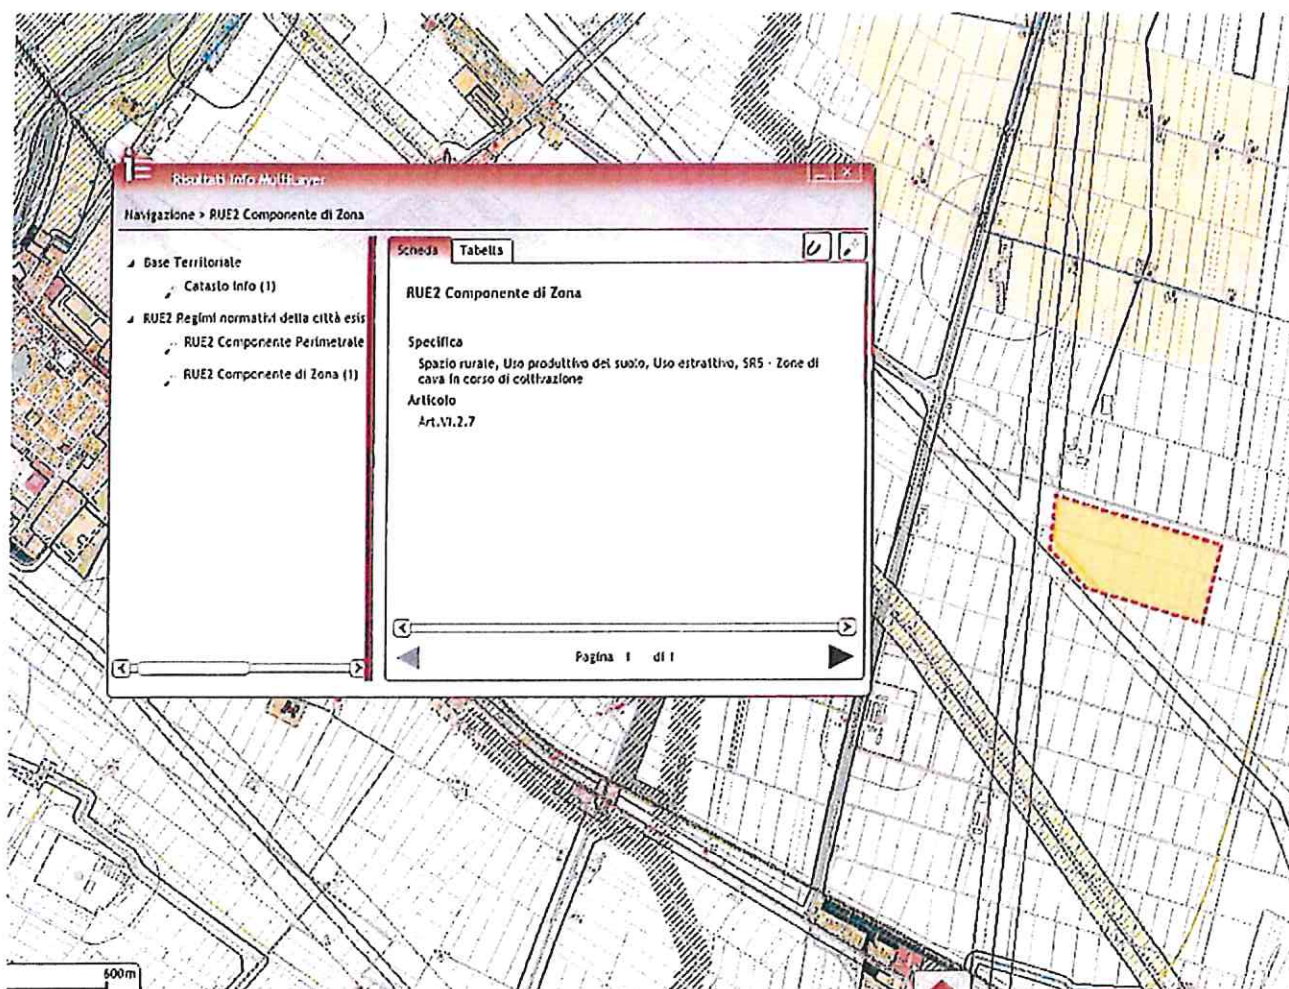 Risultati Info MultiLayer
Navigazione > RUE2 Componente di Zona
Base Territoriale
Catasto Info (1)
RUE2 Regimi normativi della città esis
RUE2 Componente Perimetrale
RUE2 Componente di Zona (1)
Scheda Tabella
RUE2 Componente di Zona
Specifica
Spazio rurale, Uso produttivo del suolo, Uso estrattivo, SR5 - Zone di
cava in corso di coltivazione
Articolo
Art.VI.2.7
Pagina 1 di 1
600m